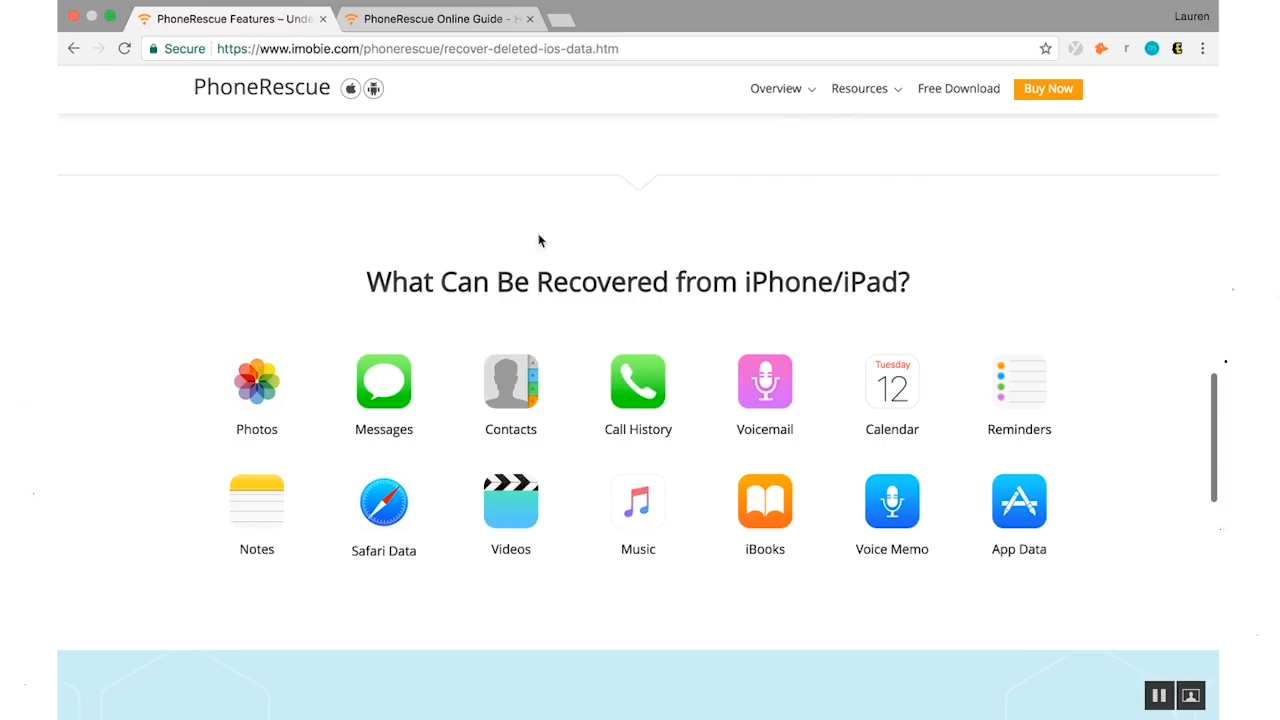 PhoneRescue Features – Unde
PhoneRescue Online Guide - H
Lauren
Secure https://www.imobie.com/phonerescue/recover-deleted-ios-data.htm
PhoneRescue
Overview
Resources
Free Download
Buy Now
What Can Be Recovered from iPhone/iPad?
Tuesday
12
Photos
Messages
Contacts
Call History
Voicemail
Calendar
Reminders
Notes
Safari Data
Videos
Music
iBooks
Voice Memo
App Data